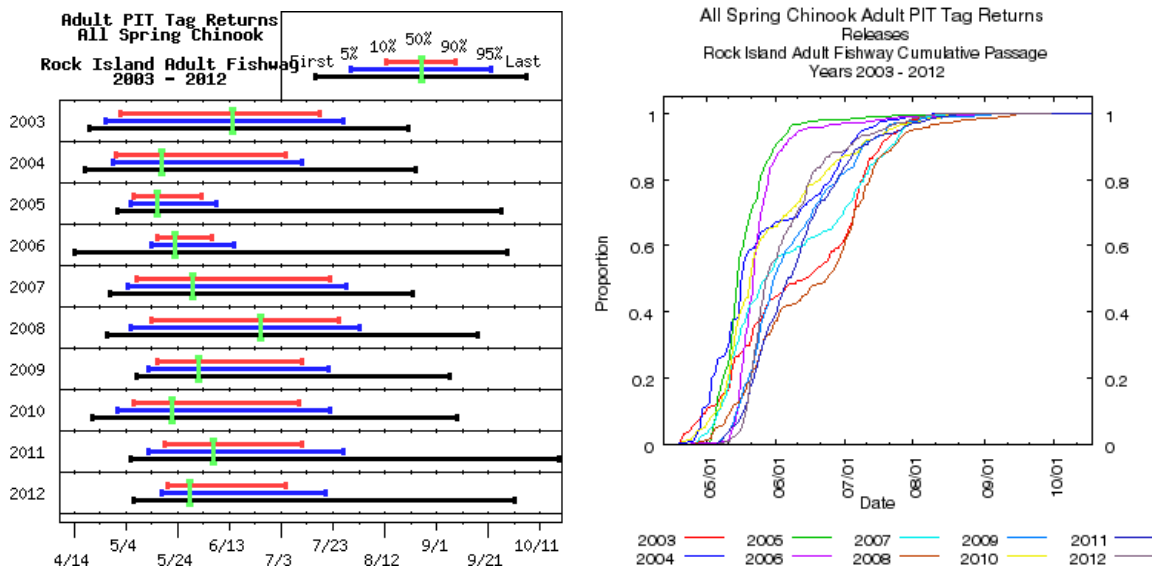 Adult PIT Tag Returns
All Spring Chinook
Rock Island Adult Fishway
2003 - 2012
First 5% 10% 50% 90% 95% Last
2003
2004
2005
2006
2007
2008
2009
2010
2011
2012
4/14 5/4 5/24 6/13 7/3 7/23 8/12 9/1 9/21 10/11
All Spring Chinook Adult PIT Tag Returns
Releases
Rock Island Adult Fishway Cumulative Passage
Years 2003 - 2012
Proportion
1 1
0.8 0.8
0.6 0.6
0.4 0.4
0.2 0.2
0 0
05/01 06/01 07/01 08/01 09/01 10/01
Date
2003 2005 2007 2009 2011
2004 2006 2008 2010 2012